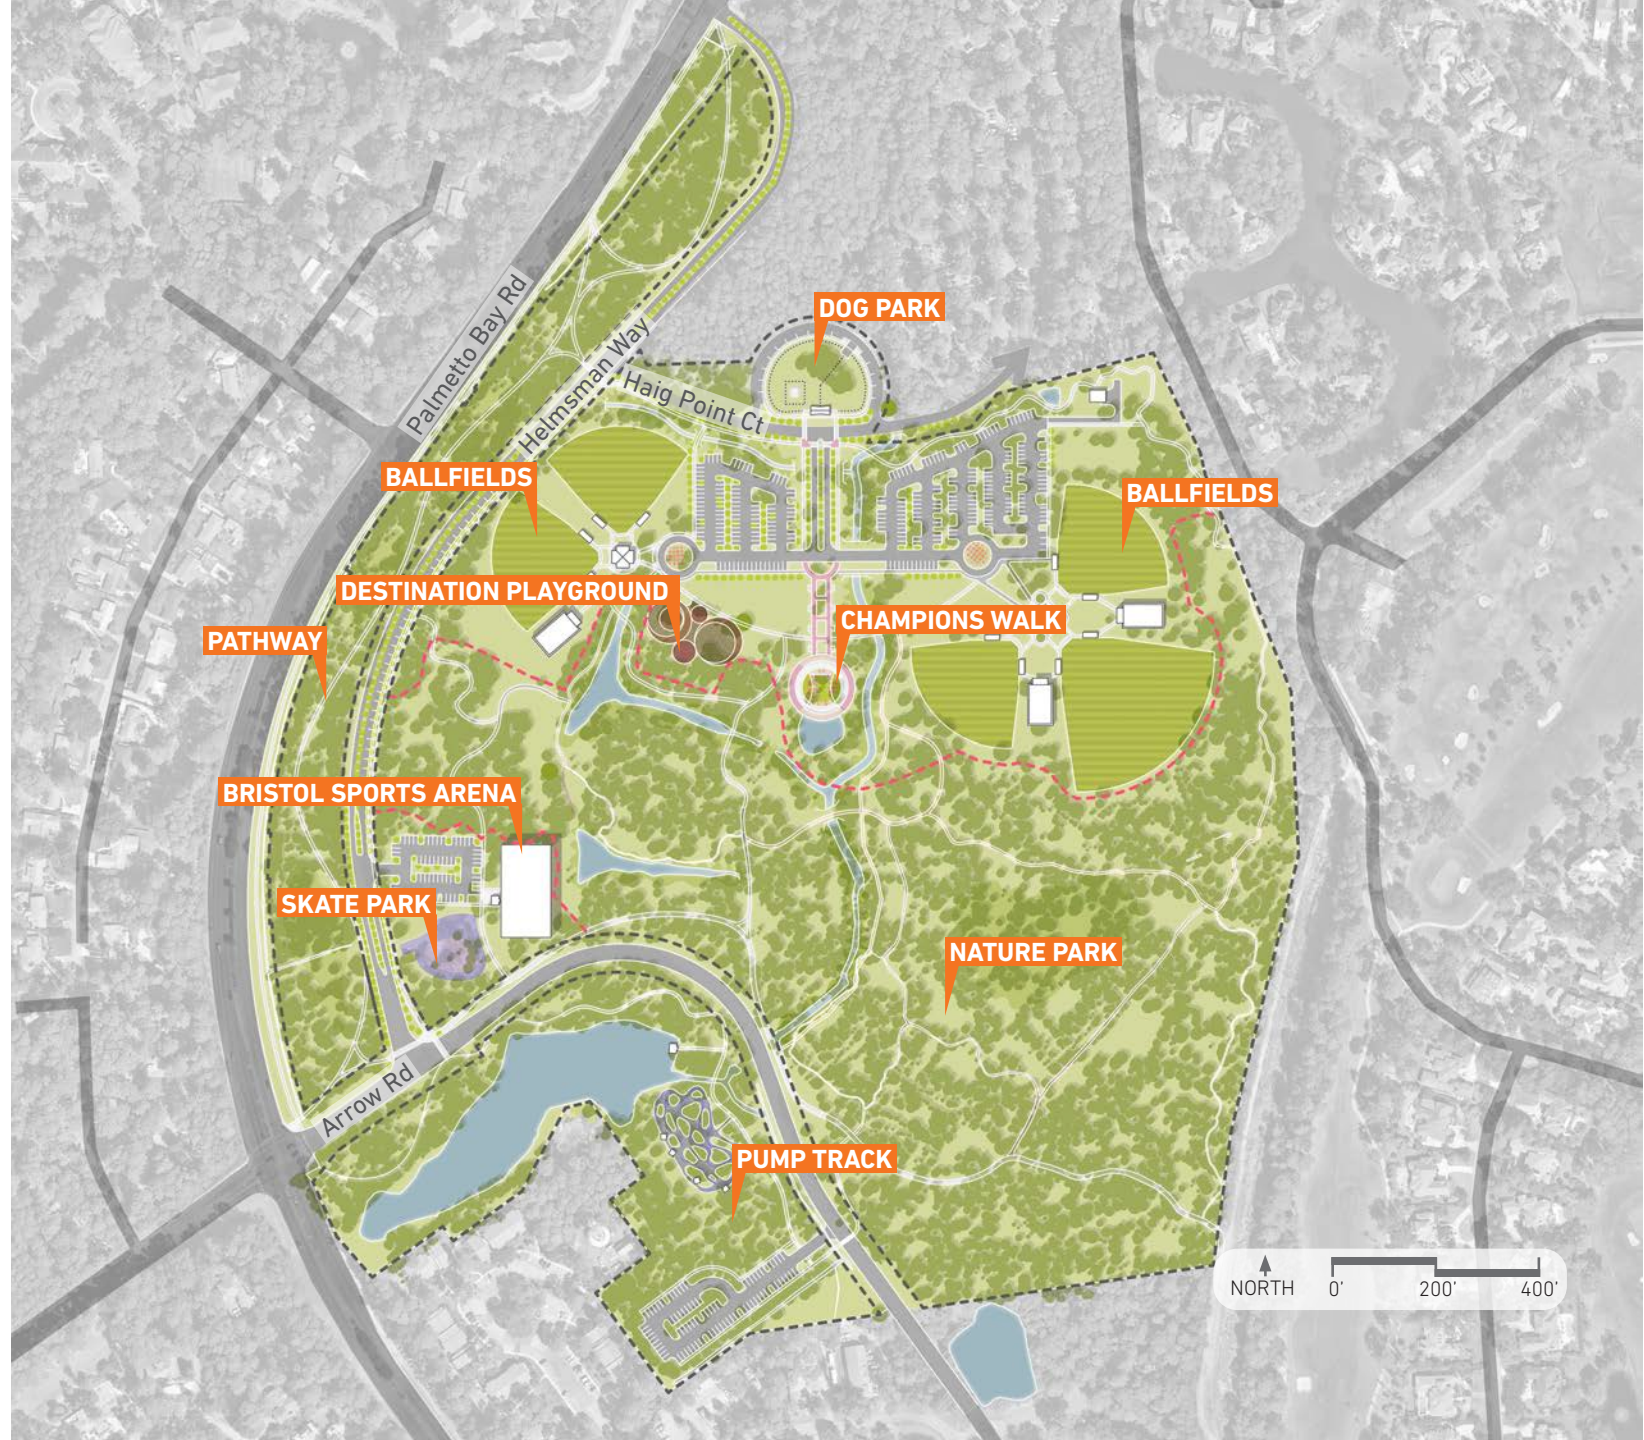 Palmetto Bay Rd
Helmsman Way
DOG PARK
Haig Point Ct
BALLFIELDS
BALLFIELDS
DESTINATION PLAYGROUND
CHAMPIONS WALK
PATHWAY
BRISTOL SPORTS ARENA
SKATE PARK
NATURE PARK
Arrow Rd
PUMP TRACK
NORTH
0' 200' 400'